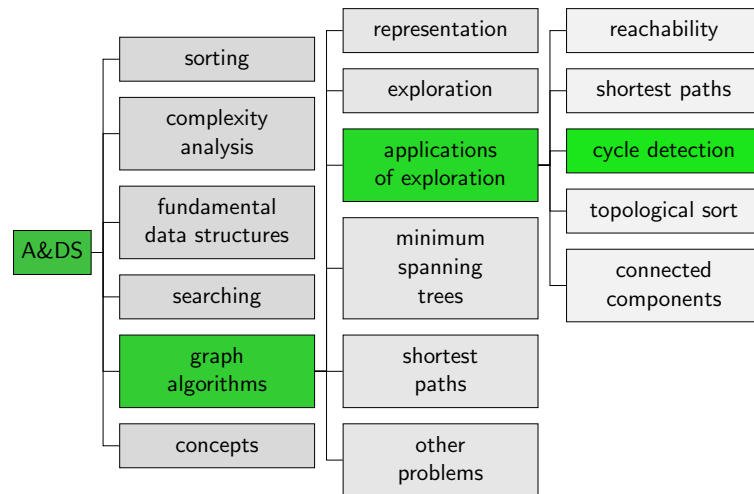 A&DS
sorting
complexity
analysis
fundamental
data structures
searching
graph
algorithms
concepts
representation
exploration
applications
of exploration
minimum
spanning
trees
shortest
paths
other
problems
reachability
shortest paths
cycle detection
topological sort
connected
components